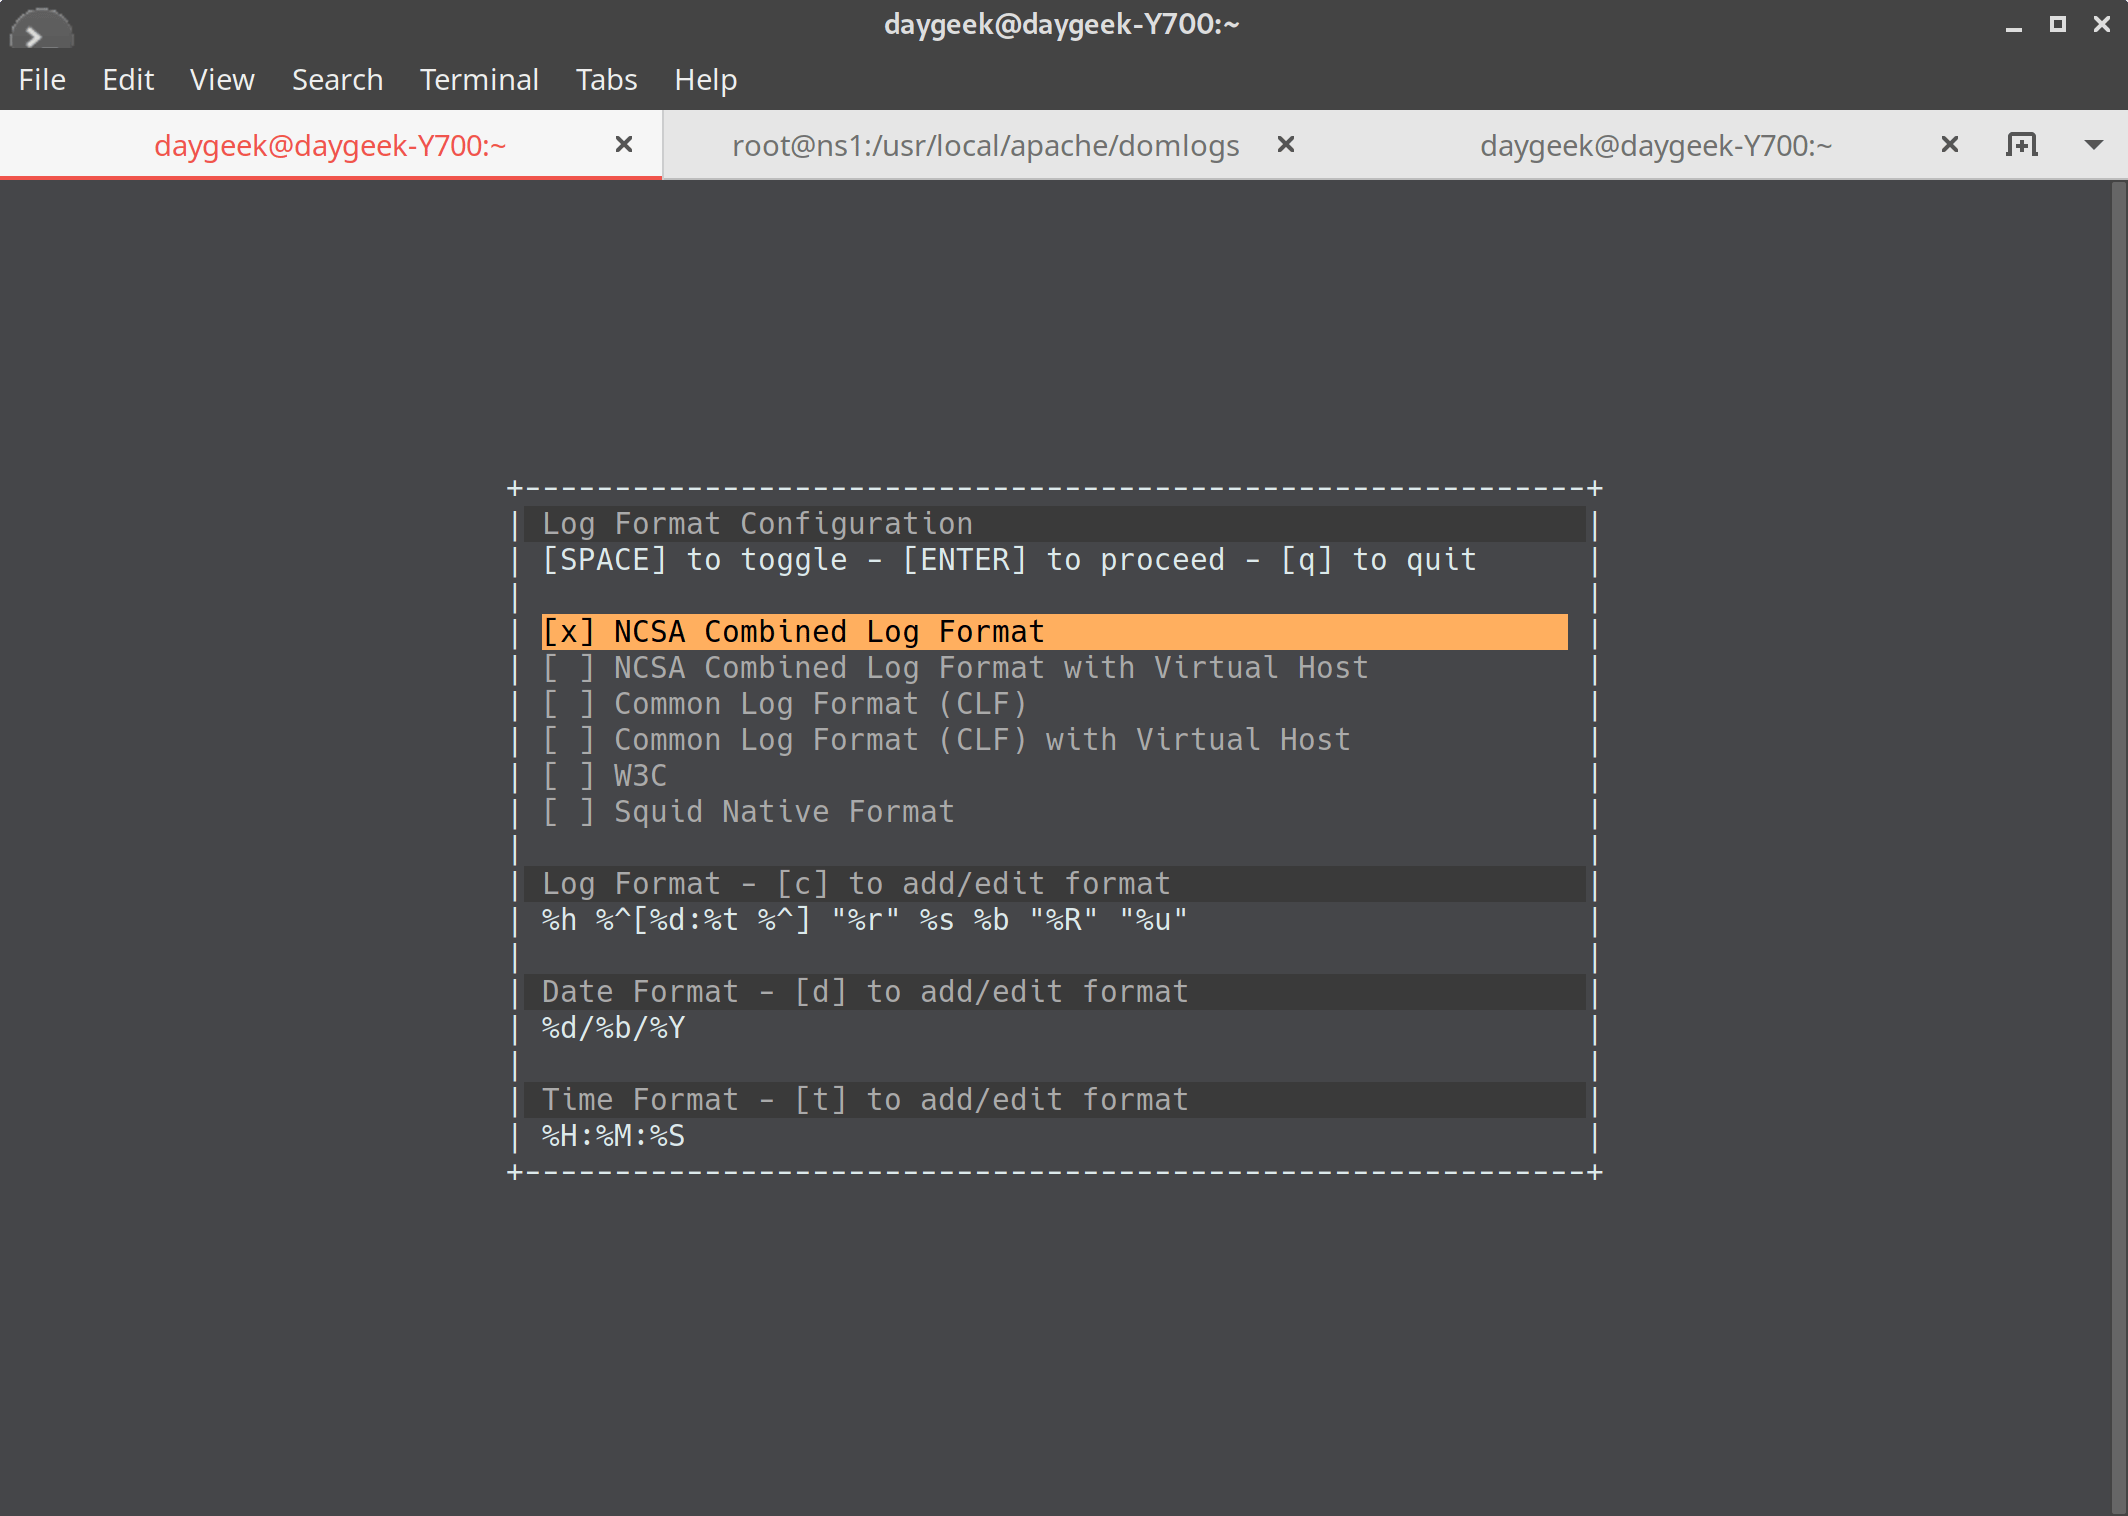 daygeek@daygeek-Y700:~
File Edit View Search Terminal Tabs Help
daygeek@daygeek-Y700:~ root@ns1:/usr/local/apache/domlogs daygeek@daygeek-Y700:~
+-----------------------------------------------------------+
| Log Format Configuration |
| [SPACE] to toggle - [ENTER] to proceed - [q] to quit |
| [x] NCSA Combined Log Format |
| [ ] NCSA Combined Log Format with Virtual Host |
| [ ] Common Log Format (CLF) |
| [ ] Common Log Format (CLF) with Virtual Host |
| [ ] W3C |
| [ ] Squid Native Format |
| Log Format - [c] to add/edit format |
| %h %^[%d:%t %^] "%r" %s %b "%R" "%u" |
| Date Format - [d] to add/edit format |
| %d/%b/%Y |
| Time Format - [t] to add/edit format |
| %H:%M:%S |
+-----------------------------------------------------------+